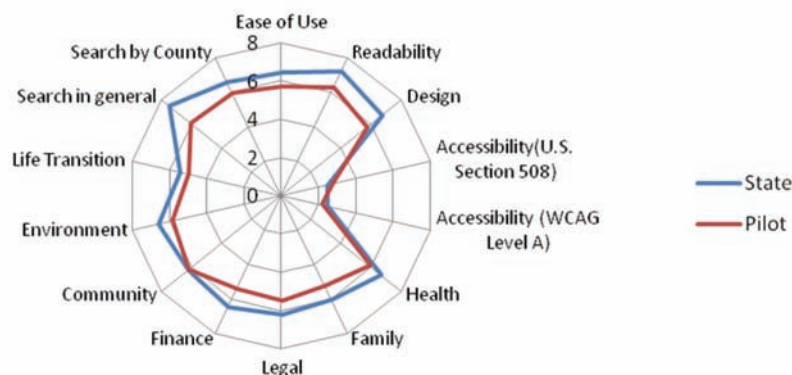 Ease of Use
Readability
Design
Accessibility(U.S.
Section 508)
Accessibility (WCAG
Level A)
Health
Family
Legal
Finance
Community
Environment
Life Transition
Search in general
Search by County
8
6
4
2
0
State
Pilot